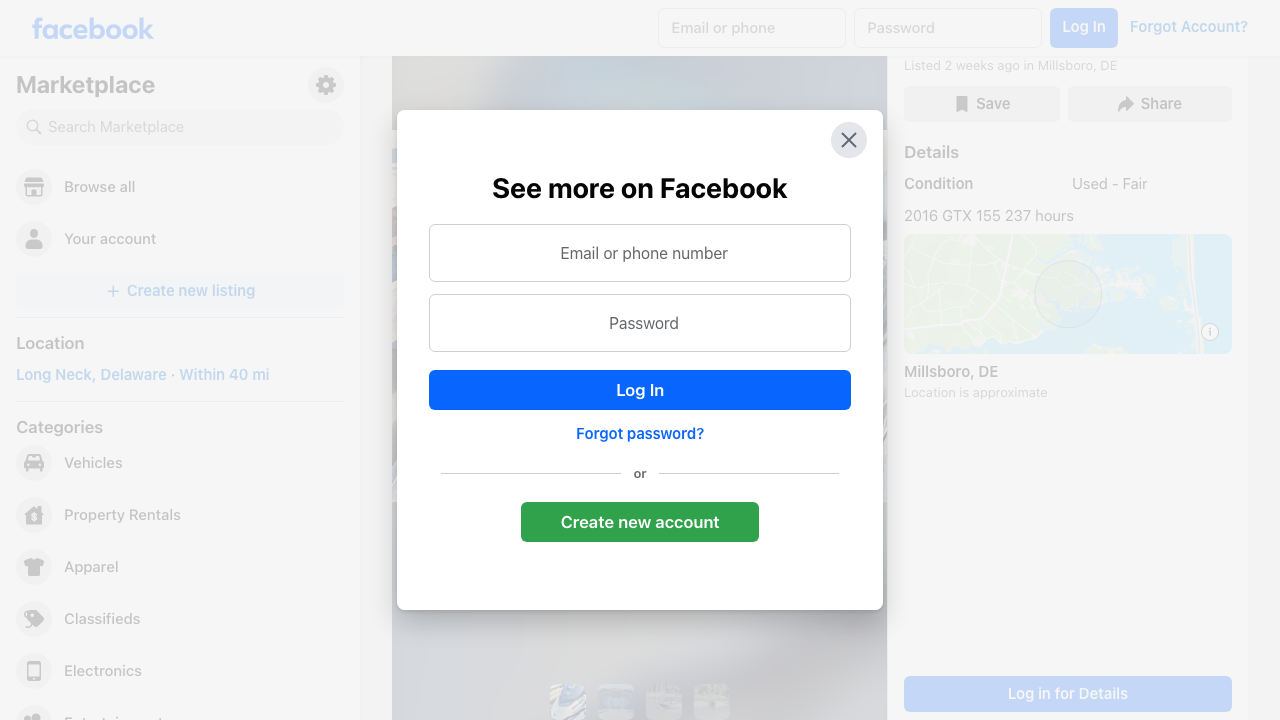 facebook
Email or phone
Password
Log In
Forgot Account?
Marketplace
Search Marketplace
Browse all
Your account
Create new listing
Location
Long Neck, Delaware · Within 40 mi
Categories
Vehicles
Property Rentals
Apparel
Classifieds
Electronics
See more on Facebook
Email or phone number
Password
Log In
Forgot password?
or
Create new account
Listed 2 weeks ago in Millsboro, DE
Save
Share
Details
Condition
Used - Fair
2016 GTX 155 237 hours
Millsboro, DE
Location is approximate
Log in for Details